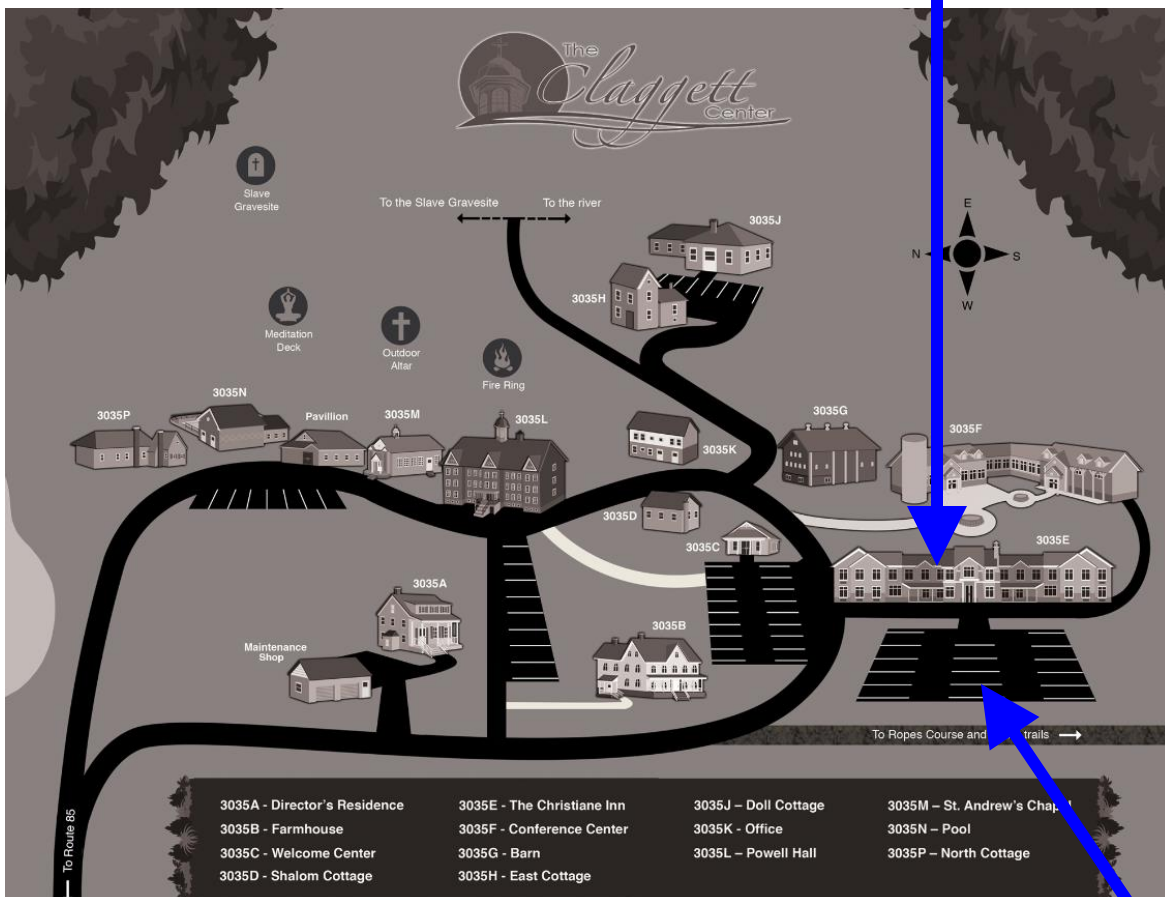 The
Claggett
Center
Slave
Gravesite
To the Slave Gravesite
To the river
3035J
E
N
S
W
3035H
Meditation
Deck
Outdoor
Altar
Fire Ring
3035P
3035N
Pavillion
3035M
3035L
3035K
3035G
3035F
3035D
3035C
3035E
3035A
Maintenance
Shop
3035B
To Ropes Course and trails
To Route 85
3035A - Director's Residence
3035B - Farmhouse
3035C - Welcome Center
3035D - Shalom Cottage
3035E - The Christiane Inn
3035F - Conference Center
3035G - Barn
3035H - East Cottage
3035J – Doll Cottage
3035K - Office
3035L – Powell Hall
3035M – St. Andrew's Chapel
3035N – Pool
3035P – North Cottage